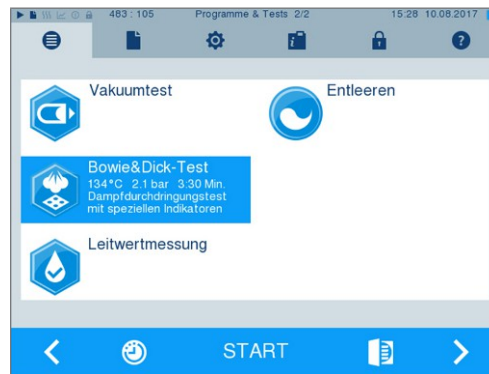 483 : 105 Programme & Tests 2/2 15:28 10.08.2017
Vakuumtest
Entleeren
Bowie&Dick-Test
134°C 2.1 bar 3:30 Min.
Dampfdurchdringungstest
mit speziellen Indikatoren
Leitwertmessung
START